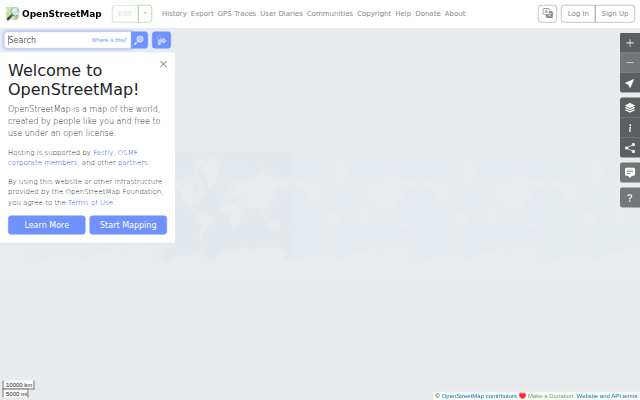 OpenStreetMap
Edit
History Export GPS Traces User Diaries Communities Copyright Help Donate About
Log In Sign Up
Search
Where is this?
Welcome to
OpenStreetMap!
OpenStreetMap is a map of the world,
created by people like you and free to
use under an open license.
Hosting is supported by Fastly, OSMF
corporate members, and other partners.
By using this website or other infrastructure
provided by the OpenStreetMap Foundation,
you agree to the Terms of Use.
Learn More Start Mapping
10000 km
5000 mi
© OpenStreetMap contributors ❤️ Make a Donation. Website and API terms